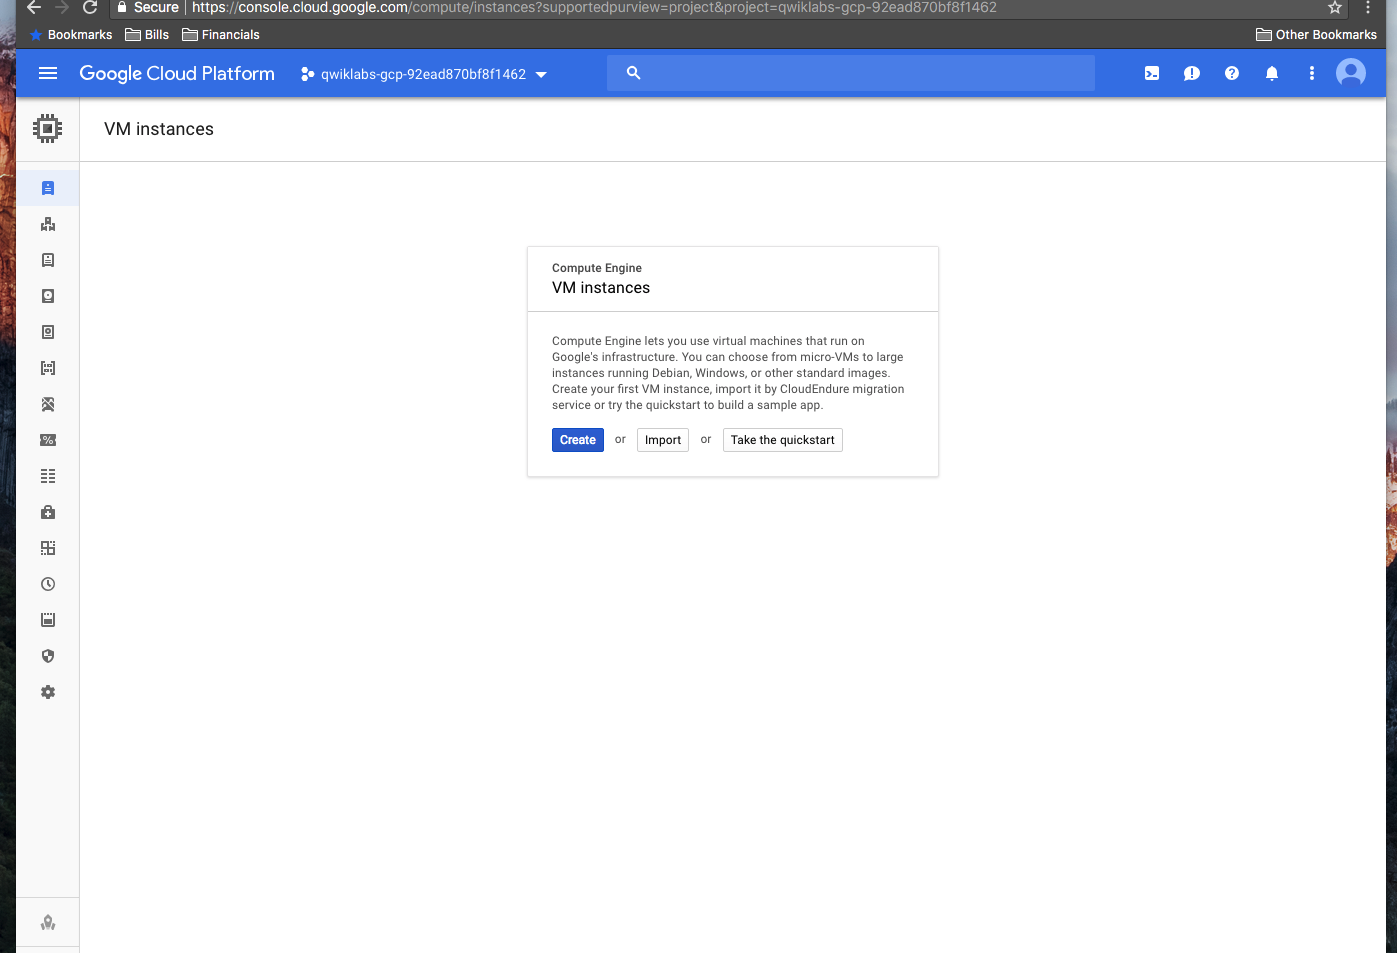 Secure
https://console.cloud.google.com/compute/instances?supportedpurview=project&project=qwiklabs-gcp-92ead870bf8f1462
Bookmarks Bills Financials Other Bookmarks
Google Cloud Platform qwiklabs-gcp-92ead870bf8f1462
VM instances
Compute Engine
VM instances
Compute Engine lets you use virtual machines that run on
Google's infrastructure. You can choose from micro-VMs to large
instances running Debian, Windows, or other standard images.
Create your first VM instance, import it by CloudEndure migration
service or try the quickstart to build a sample app.
Create or Import or Take the quickstart